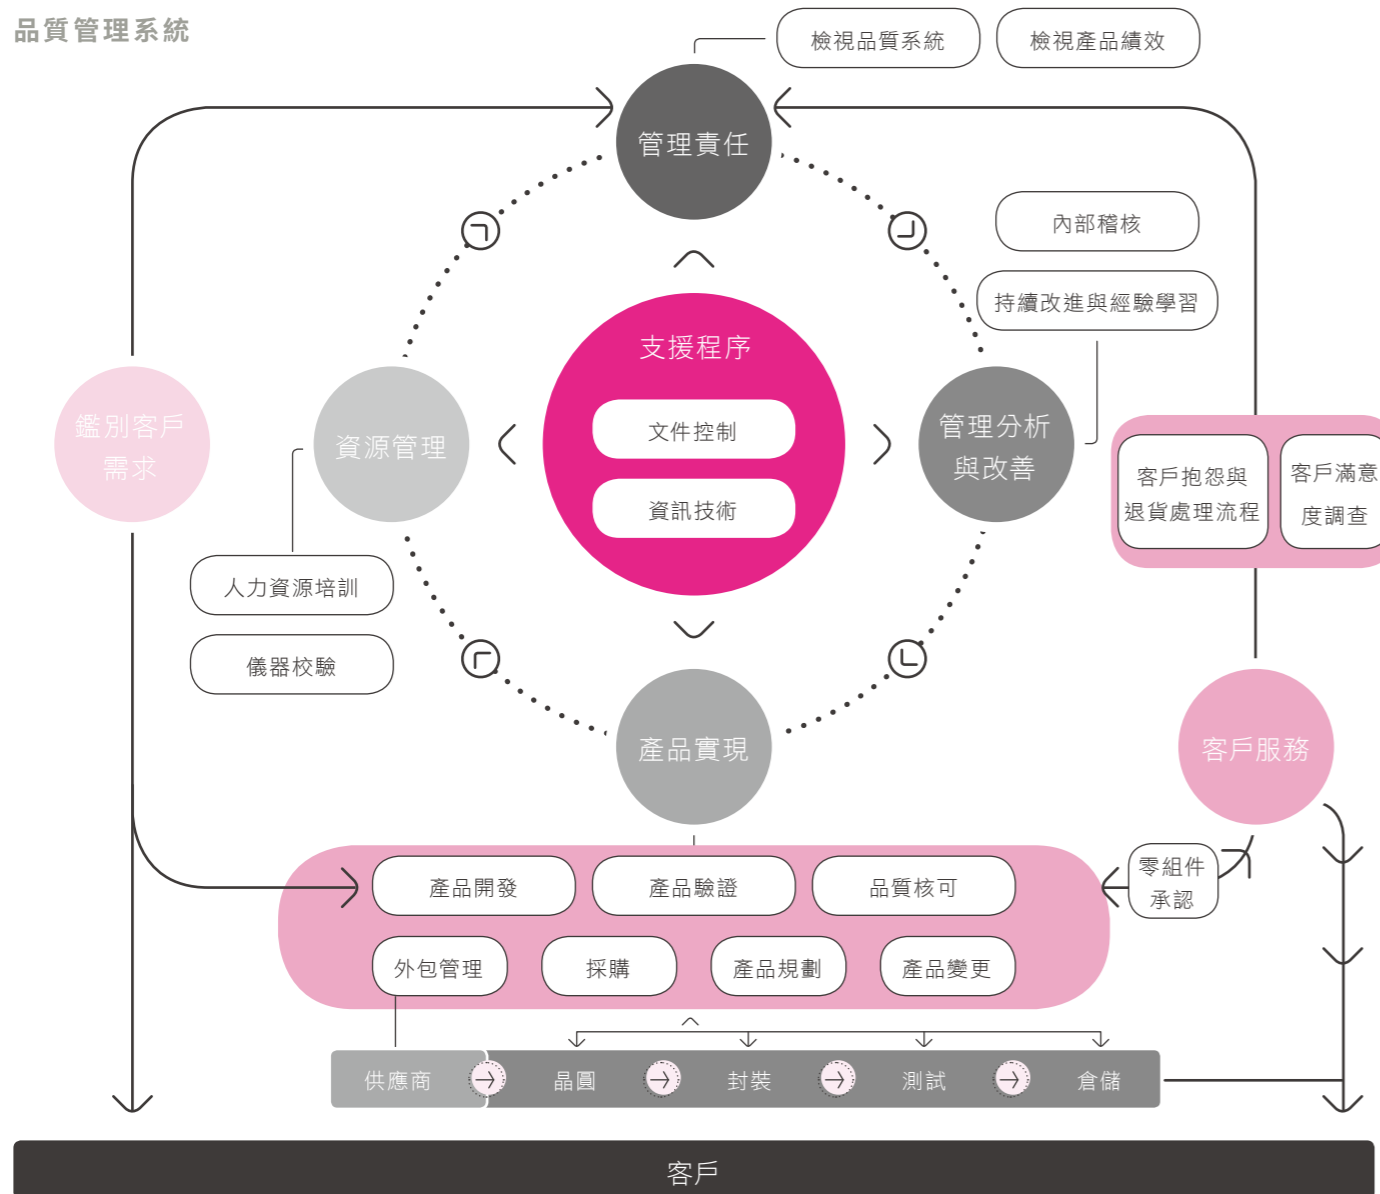 品質管理系統
檢視品質系統
檢視產品績效
管理責任
內部稽核
持續改進與經驗學習
支援程序
文件控制
資訊技術
鑑別客戶
需求
資源管理
管理分析
與改善
客戶抱怨與
退貨處理流程
客戶滿意
度調查
人力資源培訓
儀器校驗
產品實現
客戶服務
產品開發
產品驗證
品質核可
零組件
承認
外包管理
採購
產品規劃
產品變更
供應商
晶圓
封裝
測試
倉儲
客戶